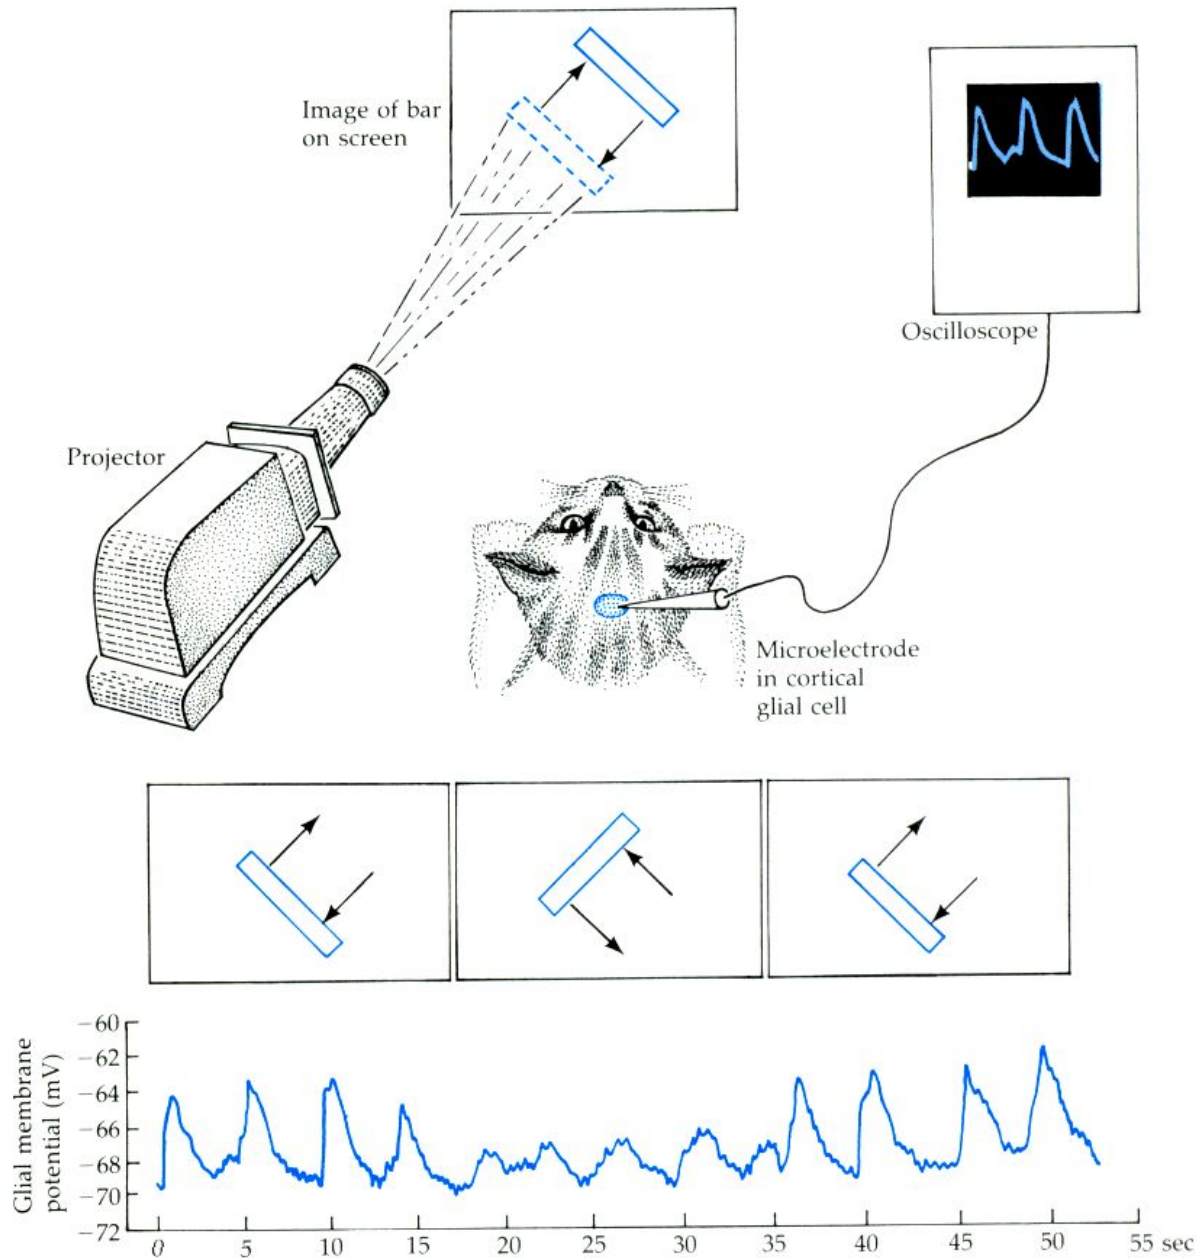 Image of bar
on screen
Oscilloscope
Projector
Microelectrode
in cortical
glial cell
Glial membrane
potential (mV)
−60
−62
−64
−66
−68
−70
−72
0 5 10 15 20 25 30 35 40 45 50 55 sec